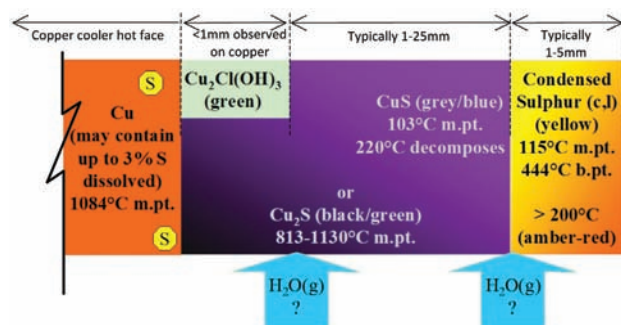 Copper cooler hot face
<1mm observed
on copper
Typically 1-25mm
Typically
1-5mm
S
Cu
(may contain
up to 3% S
dissolved)
1084°C m.pt.
S
Cu2Cl(OH)3
(green)
CuS (grey/blue)
103°C m.pt.
220°C decomposes
or
Cu2S (black/green)
813-1130°C m.pt.
Condensed
Sulphur (c,l)
(yellow)
115°C m.pt.
444°C b.pt.
> 200°C
(amber-red)
H2O(g)
?
H2O(g)
?